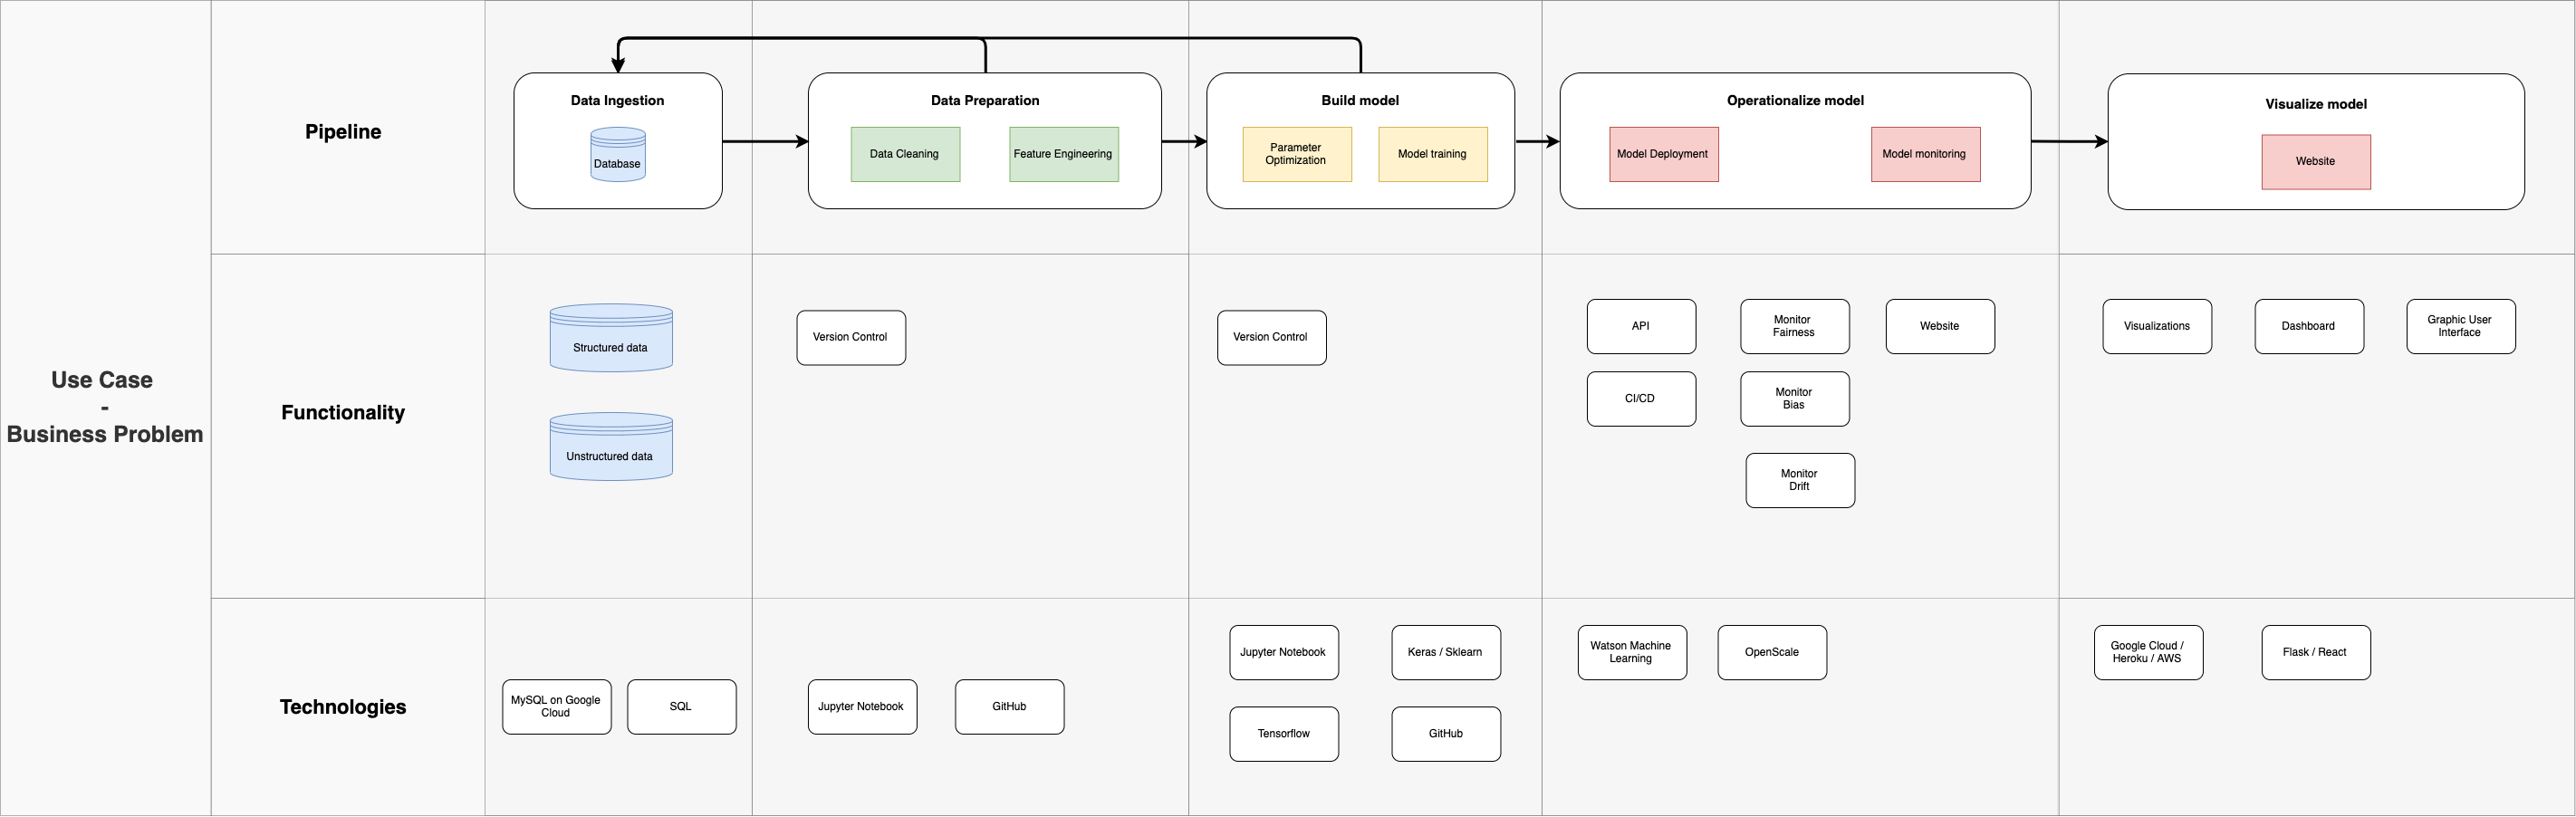 Use Case
-
Business Problem
Pipeline
Data Ingestion
Database
Data Preparation
Data Cleaning
Feature Engineering
Build model
Parameter
Optimization
Model training
Operationalize model
Model Deployment
Model monitoring
Visualize model
Website
Functionality
Structured data
Unstructured data
Version Control
Version Control
API
Monitor
Fairness
Website
CI/CD
Monitor
Bias
Monitor
Drift
Visualizations
Dashboard
Graphic User
Interface
Technologies
MySQL on Google
Cloud
SQL
Jupyter Notebook
GitHub
Jupyter Notebook
Keras / Sklearn
Tensorflow
GitHub
Watson Machine
Learning
OpenScale
Google Cloud /
Heroku / AWS
Flask / React